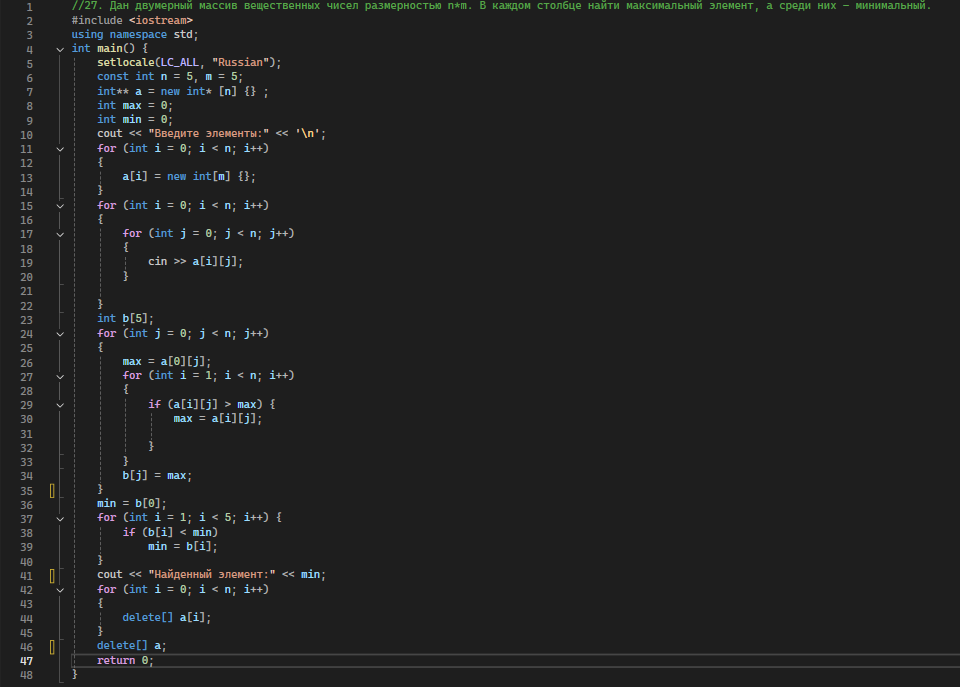 1 //27. Дан двумерный массив вещественных чисел размерностью n*m. В каждом столбце найти максимальный элемент, а среди них - минимальный.
2 #include <iostream>
3 using namespace std;
4 int main() {
5 setlocale(LC_ALL, "Russian");
6 const int n = 5, m = 5;
7 int** a = new int* [n] {} ;
8 int max = 0;
9 int min = 0;
10 cout << "Введите элементы:" << '\n';
11 for (int i = 0; i < n; i++)
12 {
13 a[i] = new int[m] {};
14 }
15 for (int i = 0; i < n; i++)
16 {
17 for (int j = 0; j < n; j++)
18 {
19 cin >> a[i][j];
20 }
21
22 }
23 int b[5];
24 for (int j = 0; j < n; j++)
25 {
26 max = a[0][j];
27 for (int i = 1; i < n; i++)
28 {
29 if (a[i][j] > max) {
30 max = a[i][j];
31
32 }
33 }
34 b[j] = max;
35 }
36 min = b[0];
37 for (int i = 1; i < 5; i++) {
38 if (b[i] < min)
39 min = b[i];
40 }
41 cout << "Найденный элемент:" << min;
42 for (int i = 0; i < n; i++)
43 {
44 delete[] a[i];
45 }
46 delete[] a;
47 return 0;
48 }